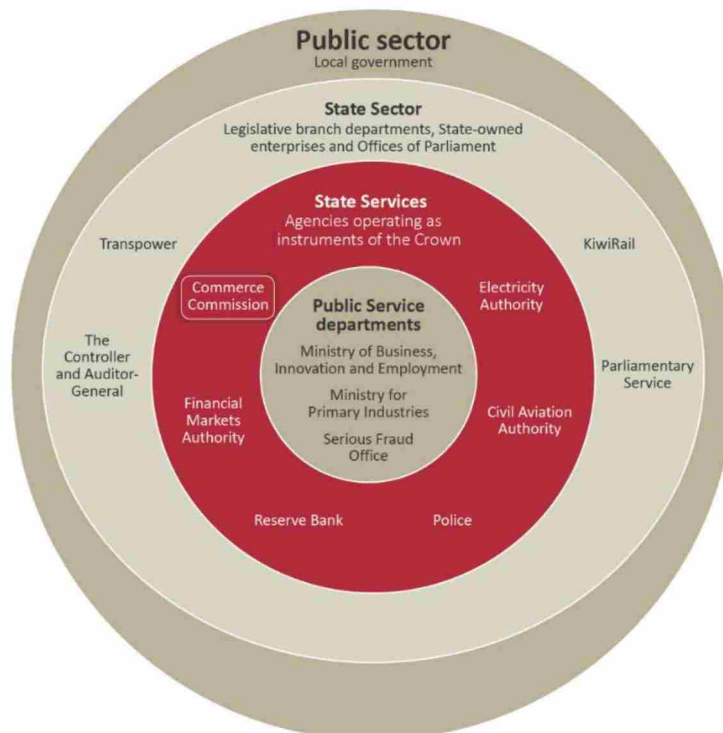 Public sector
Local government
State Sector
Legislative branch departments, State-owned
enterprises and Offices of Parliament
State Services
Agencies operating as
instruments of the Crown
Transpower
KiwiRail
Commerce
Commission
Electricity
Authority
Public Service
departments
Ministry of Business,
Innovation and Employment
Ministry for
Primary Industries
Serious Fraud
Office
The
Controller
and Auditor-
General
Parliamentary
Service
Financial
Markets
Authority
Civil Aviation
Authority
Reserve Bank
Police